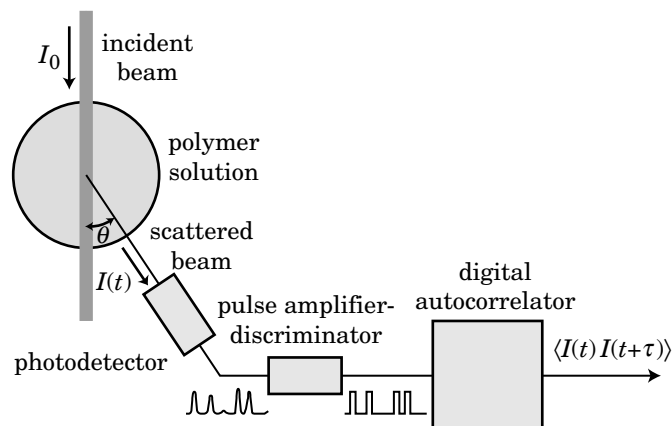 incident
beam
I₀
polymer
solution
θ
scattered
beam
I(t)
digital
autocorrelator
pulse amplifier-
discriminator
photodetector
⟨I(t) I(t+τ)⟩